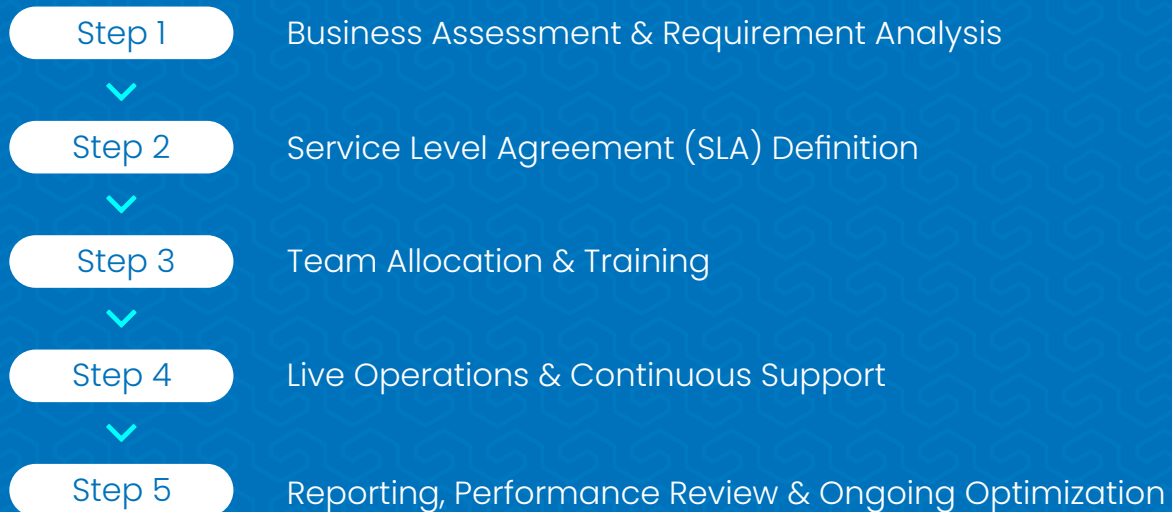 Step 1
Business Assessment & Requirement Analysis
Step 2
Service Level Agreement (SLA) Definition
Step 3
Team Allocation & Training
Step 4
Live Operations & Continuous Support
Step 5
Reporting, Performance Review & Ongoing Optimization